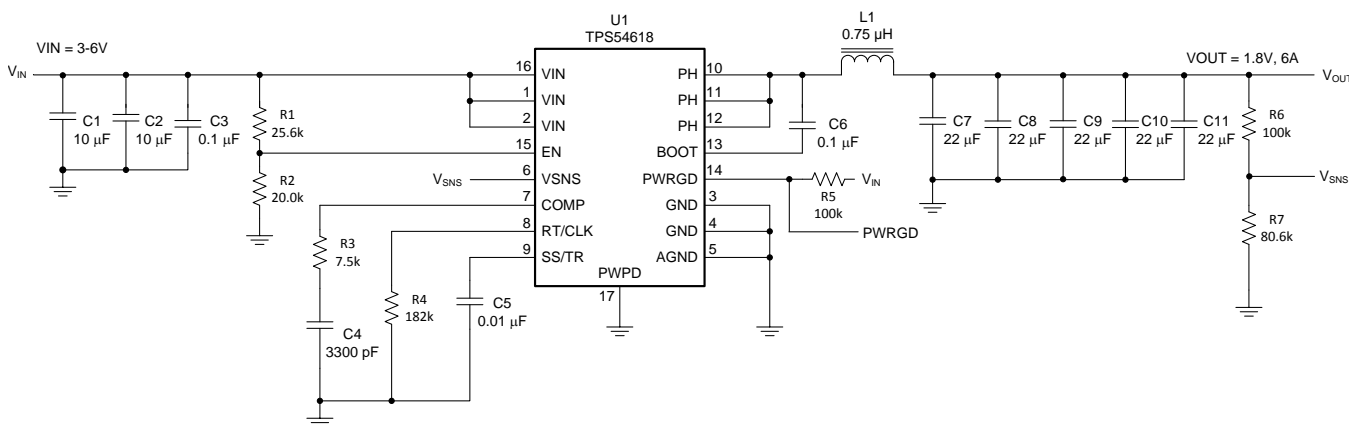 U1
TPS54618
L1
0.75 µH
VIN = 3-6V
VOUT = 1.8V, 6A
VIN
VOUT
16
VIN
PH
10
1
VIN
PH
11
2
VIN
PH
12
15
EN
BOOT
13
6
VSNS
PWRGD
14
7
COMP
GND
3
8
RT/CLK
GND
4
9
SS/TR
AGND
5
PWPD
17
C1
10 µF
C2
10 µF
C3
0.1 µF
R1
25.6k
R2
20.0k
VSNS
R3
7.5k
C4
3300 pF
R4
182k
C5
0.01 µF
C6
0.1 µF
R5
100k
VIN
PWRGD
C7
22 µF
C8
22 µF
C9
22 µF
C10
22 µF
C11
22 µF
R6
100k
VSNS
R7
80.6k